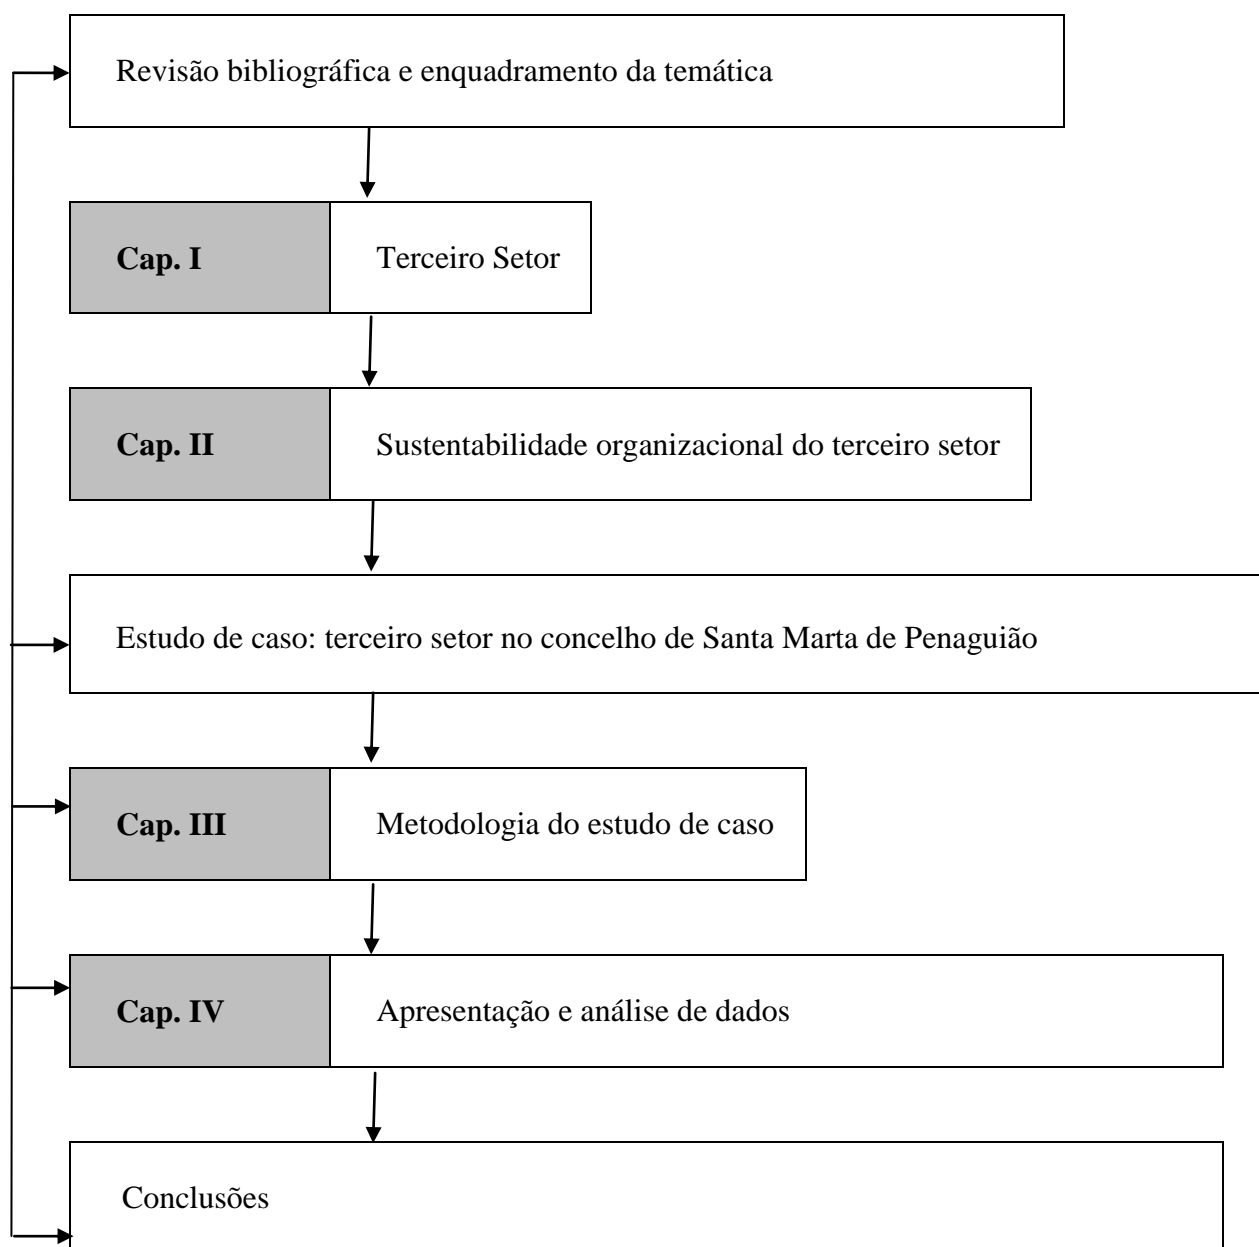 Revisão bibliográfica e enquadramento da temática
Cap. I Terceiro Setor
Cap. II Sustentabilidade organizacional do terceiro setor
Estudo de caso: terceiro setor no concelho de Santa Marta de Penaguião
Cap. III Metodologia do estudo de caso
Cap. IV Apresentação e análise de dados
Conclusões